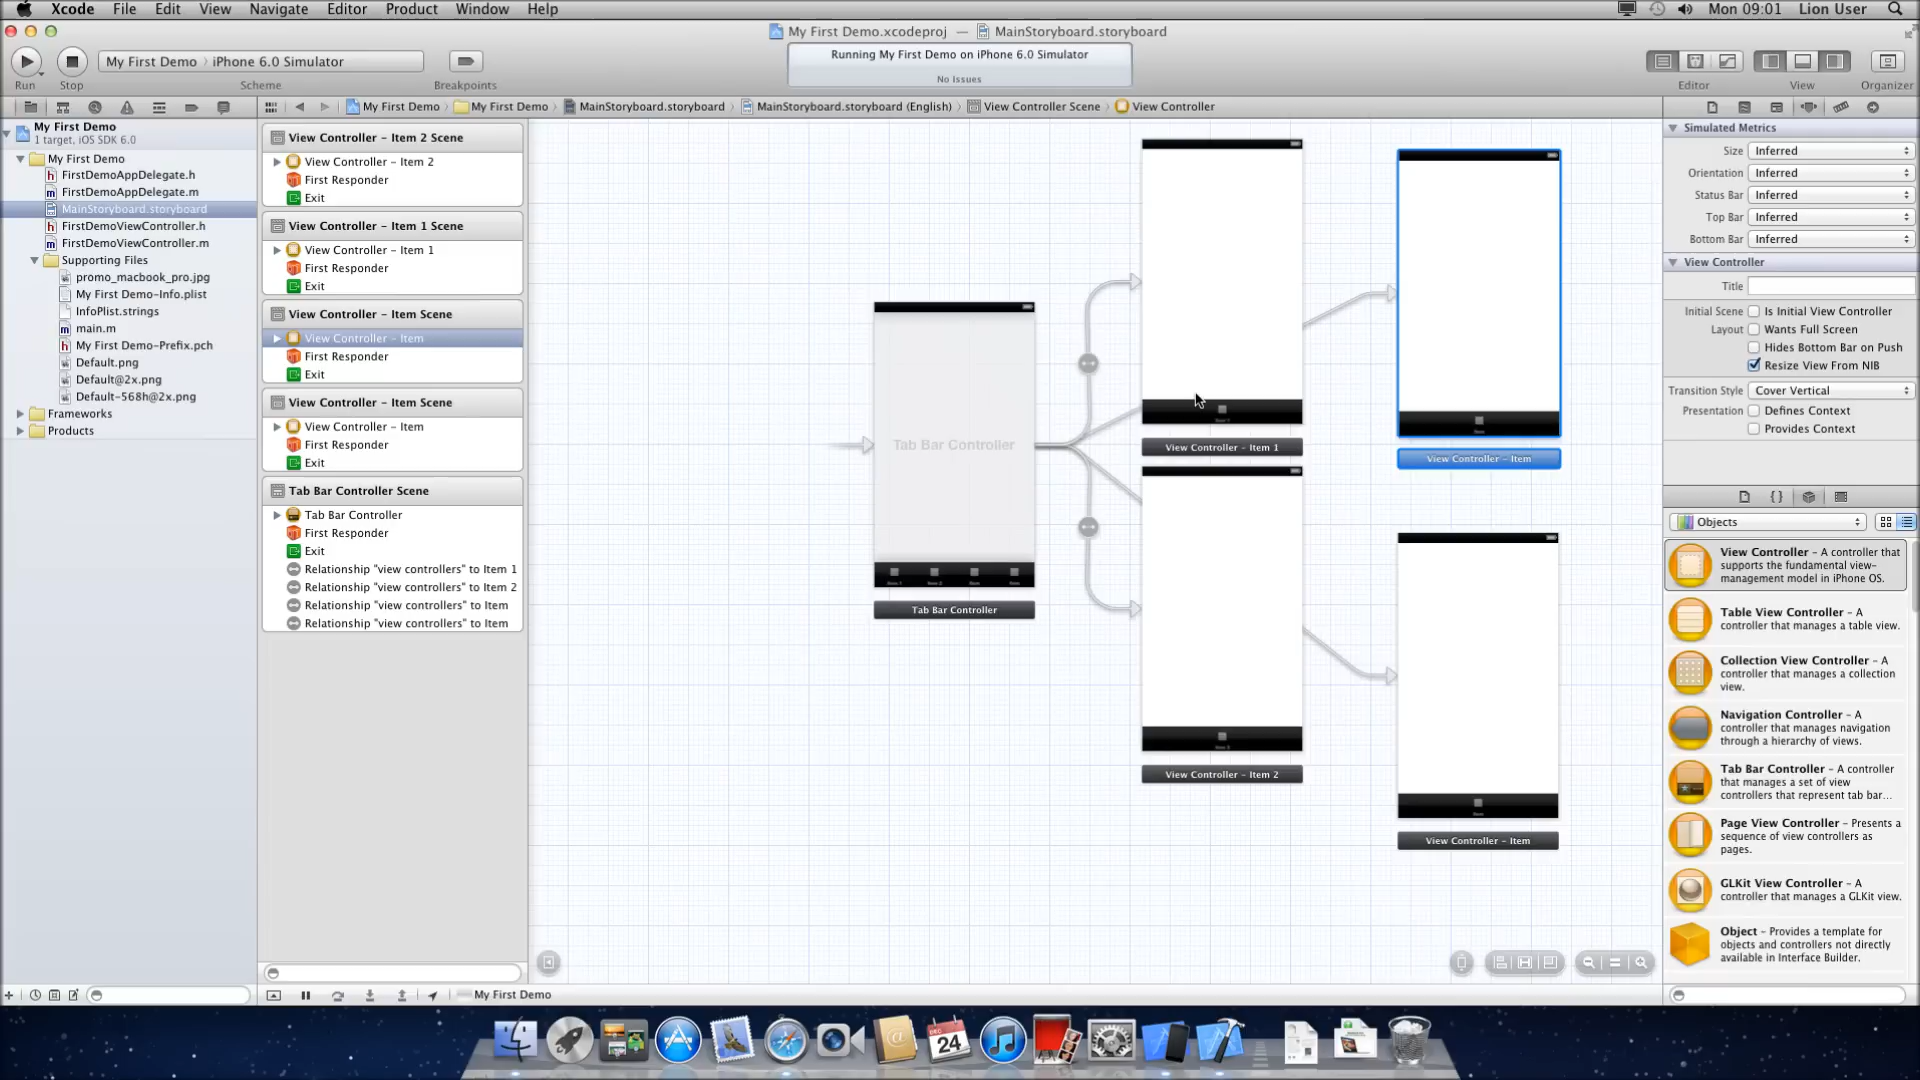 Xcode File Edit View Navigate Editor Product Window Help
Mon 09:01 Lion User
My First Demo.xcodeproj — MainStoryboard.storyboard
My First Demo › iPhone 6.0 Simulator
Running My First Demo on iPhone 6.0 Simulator
No Issues
Run Stop Scheme Breakpoints
Editor View Organizer
My First Demo My First Demo MainStoryboard.storyboard MainStoryboard.storyboard (English) View Controller Scene View Controller
My First Demo
1 target, iOS SDK 6.0
My First Demo
FirstDemoAppDelegate.h
FirstDemoAppDelegate.m
MainStoryboard.storyboard
FirstDemoViewController.h
FirstDemoViewController.m
Supporting Files
promo_macbook_pro.jpg
My First Demo-Info.plist
InfoPlist.strings
main.m
My First Demo-Prefix.pch
Default.png
Default@2x.png
Default-568h@2x.png
Frameworks
Products
View Controller – Item 2 Scene
View Controller – Item 2
First Responder
Exit
View Controller – Item 1 Scene
View Controller – Item 1
First Responder
Exit
View Controller – Item Scene
View Controller – Item
First Responder
Exit
View Controller – Item Scene
View Controller – Item
First Responder
Exit
Tab Bar Controller Scene
Tab Bar Controller
First Responder
Exit
Relationship "view controllers" to Item 1
Relationship "view controllers" to Item 2
Relationship "view controllers" to Item
Relationship "view controllers" to Item
Tab Bar Controller
Tab Bar Controller
View Controller – Item 1
View Controller – Item 2
View Controller – Item
View Controller – Item
Simulated Metrics
Size Inferred
Orientation Inferred
Status Bar Inferred
Top Bar Inferred
Bottom Bar Inferred
View Controller
Title
Initial Scene Is Initial View Controller
Layout Wants Full Screen
Hides Bottom Bar on Push
Resize View From NIB
Transition Style Cover Vertical
Presentation Defines Context
Provides Context
Objects
View Controller – A controller that
supports the fundamental view-
management model in iPhone OS.
Table View Controller – A
controller that manages a table view.
Collection View Controller – A
controller that manages a collection
view.
Navigation Controller – A
controller that manages navigation
through a hierarchy of views.
Tab Bar Controller – A controller
that manages a set of view
controllers that represent tab bar...
Page View Controller – Presents a
sequence of view controllers as
pages.
GLKit View Controller – A
controller that manages a GLKit view.
Object – Provides a template for
objects and controllers not directly
available in Interface Builder.
My First Demo
DEC
24